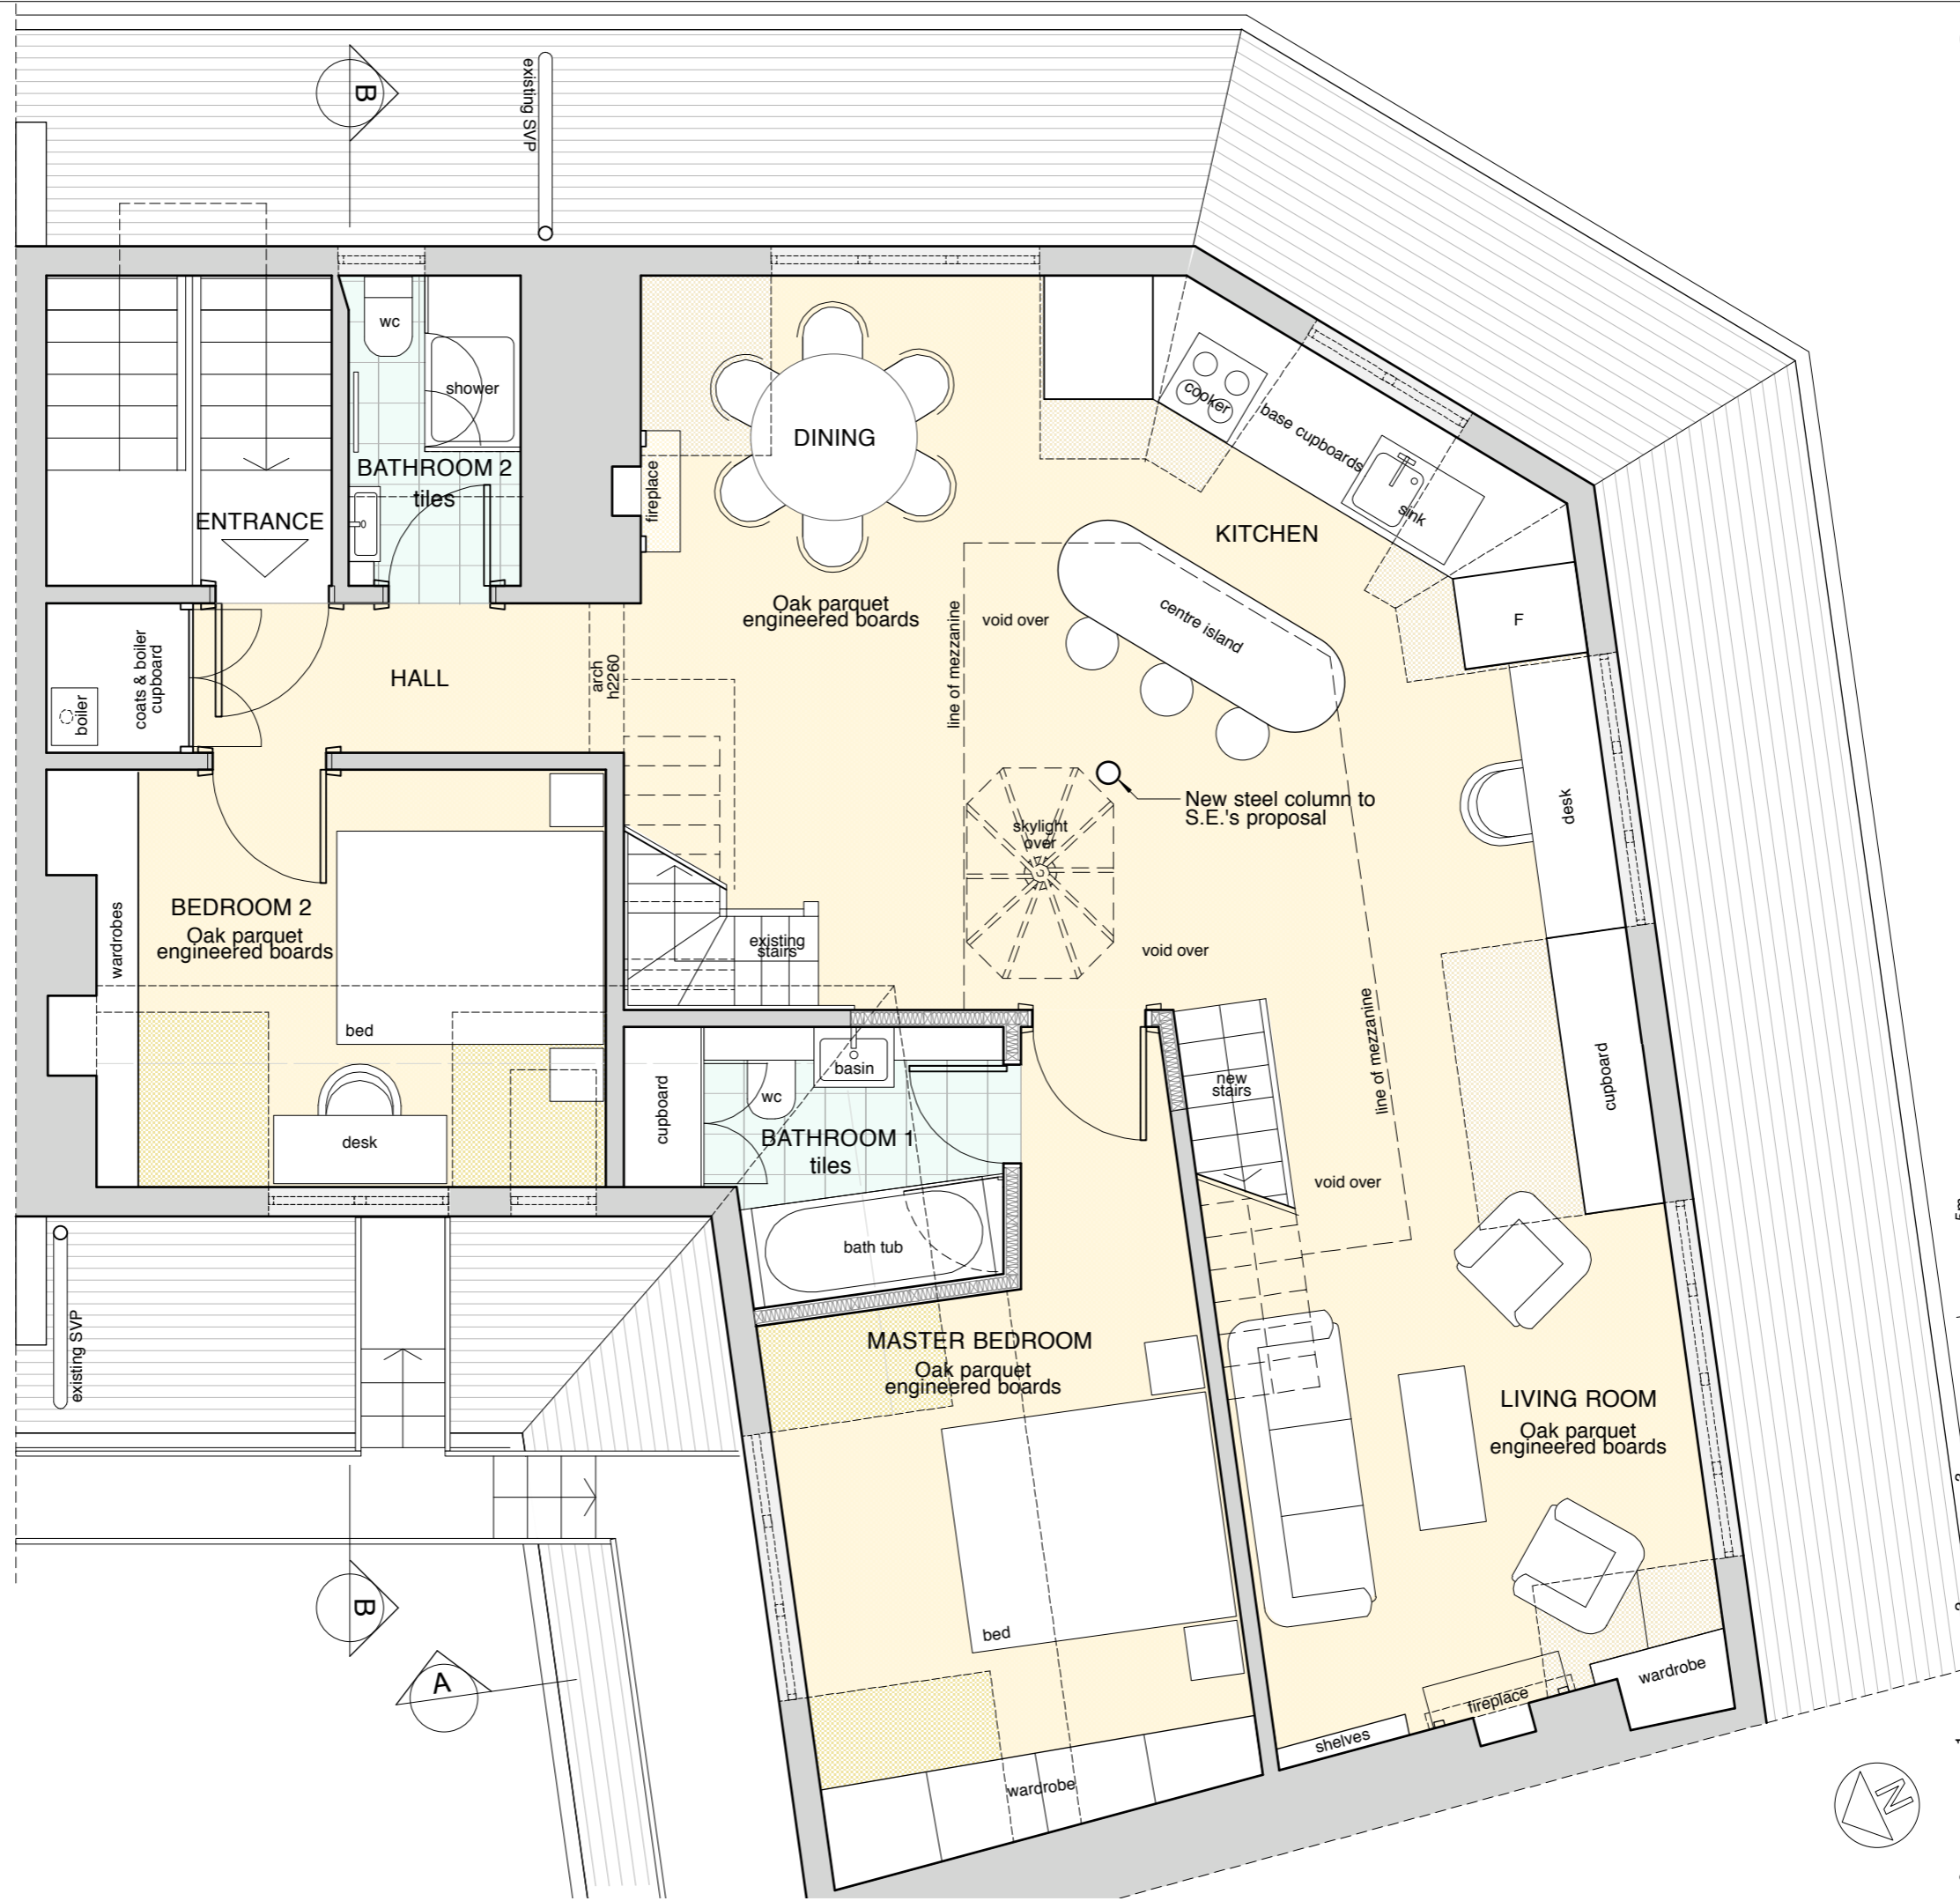 B
existing SVP
wc
shower
BATHROOM 2
tiles
ENTRANCE
fireplace
DINING
cooker
base cupboards
sink
KITCHEN
F
Oak parquet
engineered boards
line of mezzanine
void over
centre island
coats & boiler
cupboard
boiler
HALL
arch
h2260
New steel column to
S.E.'s proposal
desk
skylight
over
wardrobes
BEDROOM 2
Oak parquet
engineered boards
bed
desk
existing
stairs
void over
line of mezzanine
cupboard
cupboard
basin
wc
BATHROOM 1
tiles
bath tub
new
stairs
void over
5m
existing SVP
MASTER BEDROOM
Oak parquet
engineered boards
bed
wardrobe
LIVING ROOM
Oak parquet
engineered boards
B
A
shelves
fireplace
wardrobe
N